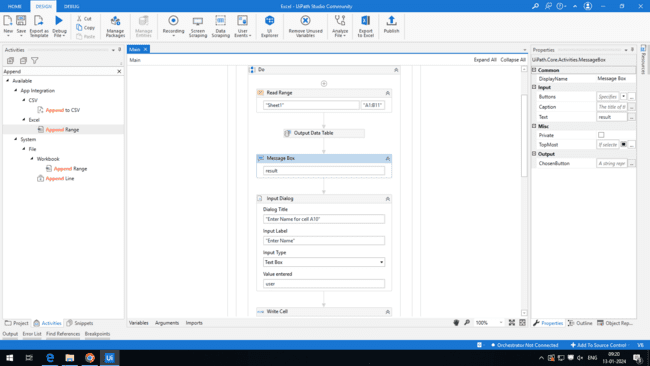 Excel - UiPath Studio Community
HOME DESIGN DEBUG
New Save Export as Template Debug File
Cut
Copy
Paste
Manage Packages
Manage Entities
Recording
Screen Scraping
Data Scraping
User Events
UI Explorer
Remove Unused Variables
Analyze File
Export to Excel
Publish
Activities
Append
Available
App Integration
CSV
Append to CSV
Excel
Append Range
System
File
Workbook
Append Range
Append Line
Project Activities Snippets
Main
Main Expand All Collapse All
Do
Read Range
"Sheet1" "A1:B11"
Output Data Table
Message Box
result
Input Dialog
Dialog Title
"Enter Name for cell A10"
Input Label
"Enter Name"
Input Type
Text Box
Value entered
user
Write Cell
Variables Arguments Imports 100%
Properties
UiPath.Core.Activities.MessageBox
Common
DisplayName Message Box
Input
Buttons
Caption The title of t
Text result
Misc
Private
TopMost If selecte
Output
ChosenButton A string repr
Properties Outline Object Rep...
Resources
Output Error List Find References Breakpoints
Orchestrator Not Connected Add To Source Control VB
ENG 09:20
13-01-2024